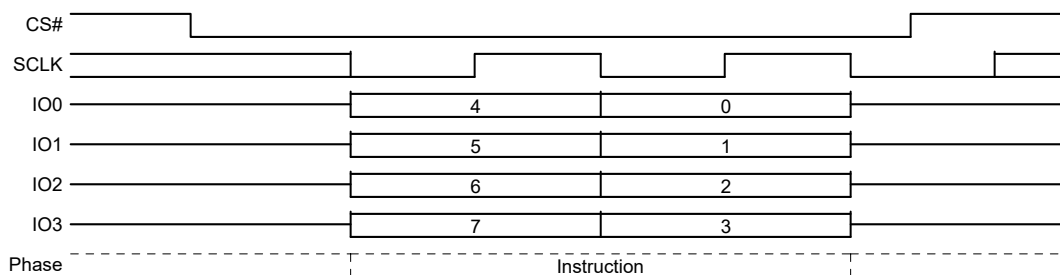 CS#
SCLK
IO0 4 0
IO1 5 1
IO2 6 2
IO3 7 3
Phase Instruction